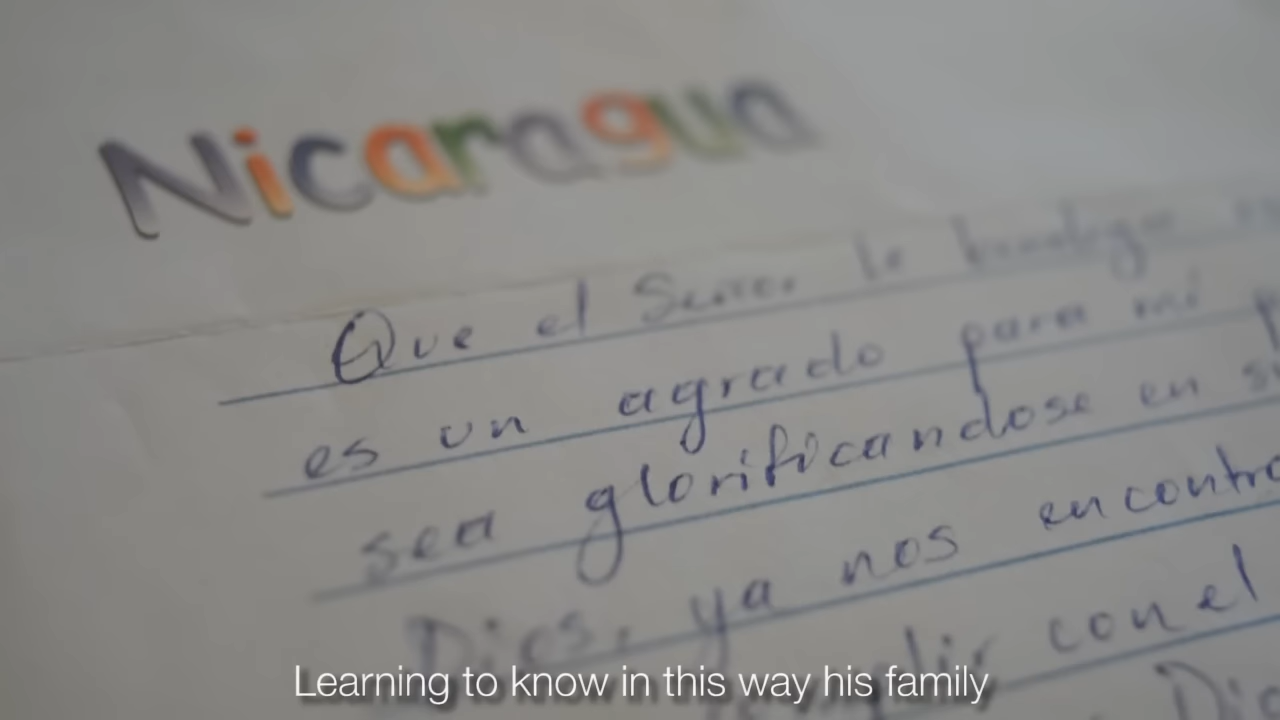 Nicaragua
Que el Señor le bendiga
es un agrado para mi
sea glorificandose en
Dios, ya nos
con el
Learning to know in this way his family